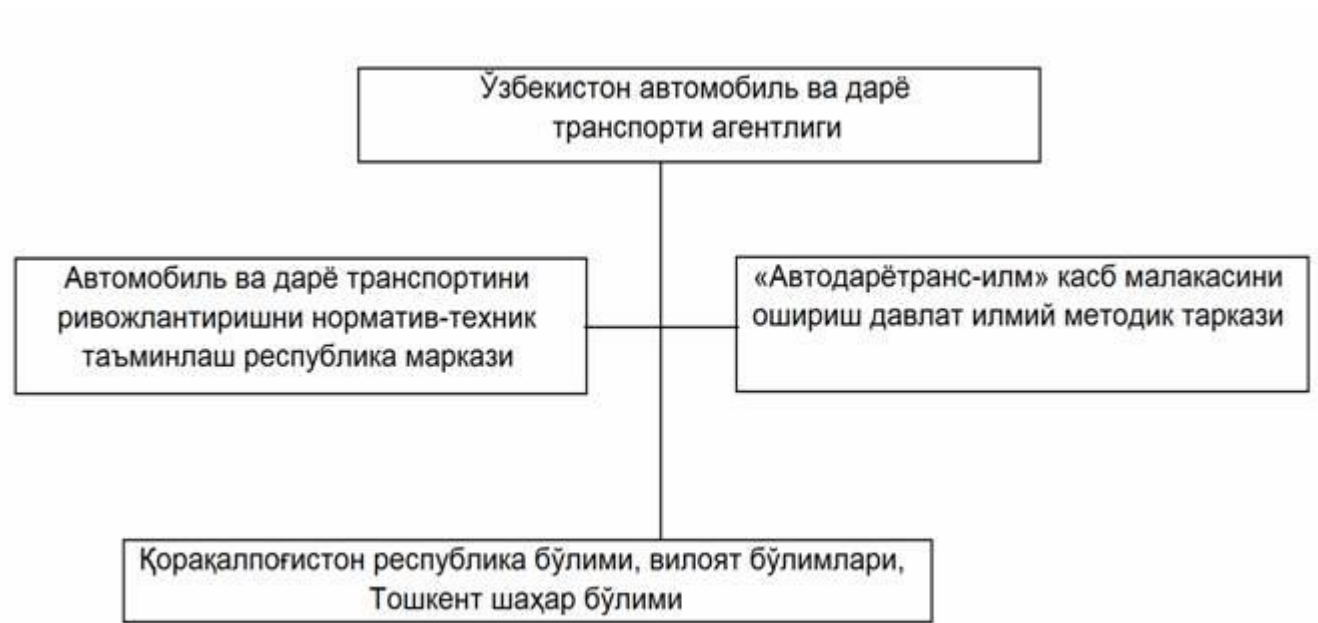 Ўзбекистон автомобиль ва дарё
транспорти агентлиги
Автомобиль ва дарё транспортини
ривожлантиришни норматив-техник
таъминлаш республика маркази
«Автодарётранс-илм» касб малакасини
ошириш давлат илмий методик таркази
Қорақалпоғистон республика бўлими, вилоят бўлимлари,
Тошкент шаҳар бўлими